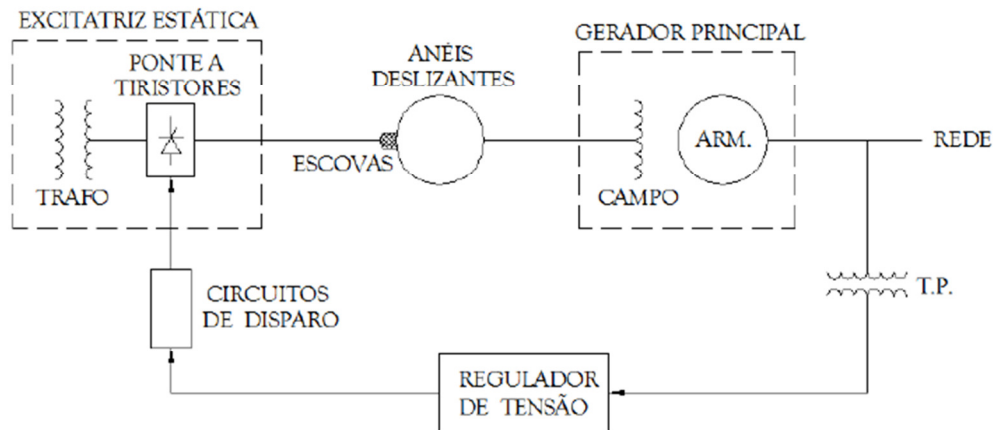 EXCITATRIZ ESTÁTICA
PONTE A
TIRISTORES
TRAFO
ANÉIS
DESLIZANTES
ESCOVAS
GERADOR PRINCIPAL
CAMPO
ARM.
REDE
T.P.
CIRCUITOS
DE DISPARO
REGULADOR
DE TENSÃO